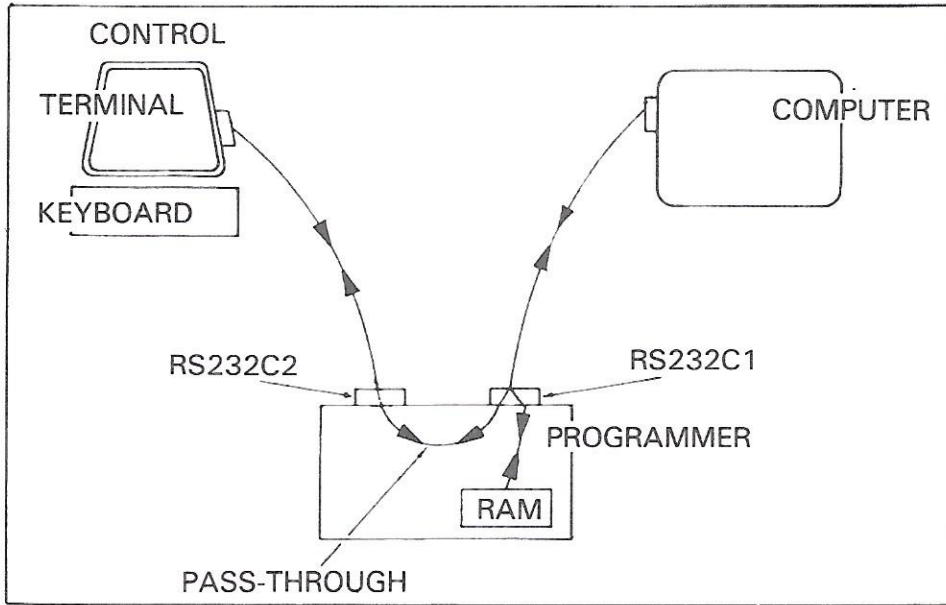 CONTROL
TERMINAL
COMPUTER
KEYBOARD
RS232C2
RS232C1
PROGRAMMER
RAM
PASS-THROUGH